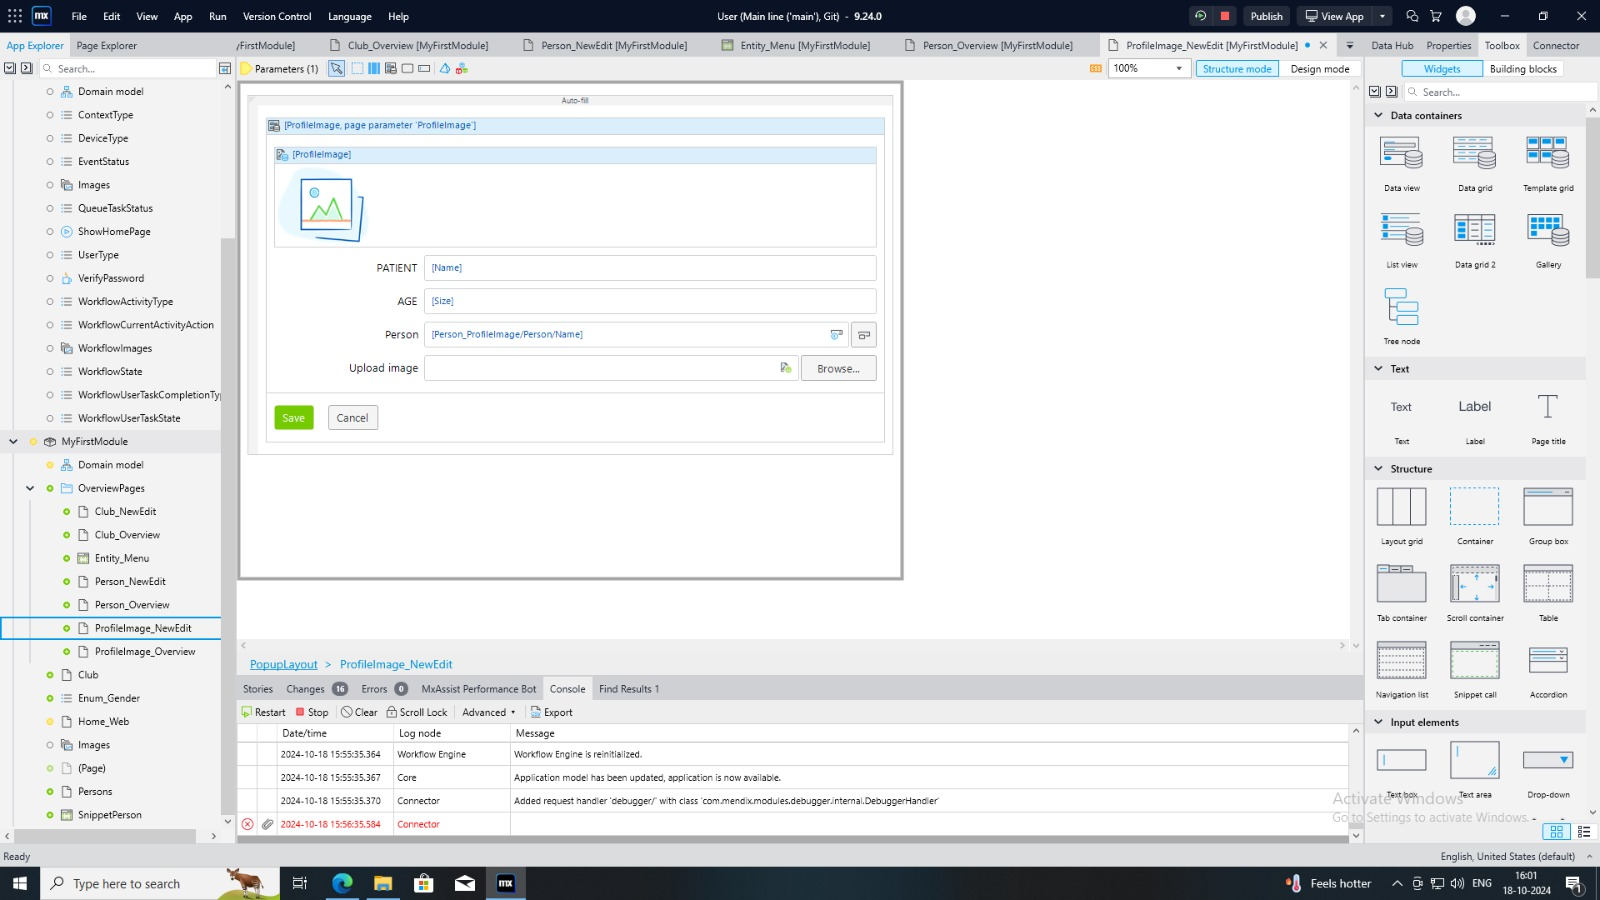 mx File Edit View App Run Version Control Language Help User (Main line ('main'), Git) - 9.24.0 Publish View App
App Explorer Page Explorer /FirstModule] Club_Overview [MyFirstModule] Person_NewEdit [MyFirstModule] Entity_Menu [MyFirstModule] Person_Overview [MyFirstModule] ProfileImage_NewEdit [MyFirstModule] Data Hub Properties Toolbox Connector
Search... Parameters (1) 100% Structure mode Design mode Widgets Building blocks
Search...
Domain model
ContextType
DeviceType
EventStatus
Images
QueueTaskStatus
ShowHomePage
UserType
VerifyPassword
WorkflowActivityType
WorkflowCurrentActivityAction
WorkflowImages
WorkflowState
WorkflowUserTaskCompletionTy
WorkflowUserTaskState
MyFirstModule
Domain model
OverviewPages
Club_NewEdit
Club_Overview
Entity_Menu
Person_NewEdit
Person_Overview
ProfileImage_NewEdit
ProfileImage_Overview
Club
Enum_Gender
Home_Web
Images
(Page)
Persons
SnippetPerson
Auto-fill
[ProfileImage, page parameter 'ProfileImage']
[ProfileImage]
PATIENT [Name]
AGE [Size]
Person [Person_ProfileImage/Person/Name]
Upload image Browse...
Save Cancel
PopupLayout > ProfileImage_NewEdit
Stories Changes 16 Errors 0 MxAssist Performance Bot Console Find Results 1
Restart Stop Clear Scroll Lock Advanced Export
Date/time Log node Message
2024-10-18 15:55:35.364 Workflow Engine Workflow Engine is reinitialized.
2024-10-18 15:55:35.367 Core Application model has been updated, application is now available.
2024-10-18 15:55:35.370 Connector Added request handler 'debugger/' with class 'com.mendix.modules.debugger.internal.DebuggerHandler'
2024-10-18 15:56:35.584 Connector
Data containers
Data view Data grid Template grid
List view Data grid 2 Gallery
Tree node
Text
Text Label T
Text Label Page title
Structure
Layout grid Container Group box
Tab container Scroll container Table
Navigation list Snippet call Accordion
Input elements
Text box Text area Drop-down
Activate Windows
Go to Settings to activate Windows.
Ready English, United States (default)
Type here to search mx Feels hotter ENG 16:01
18-10-2024 1